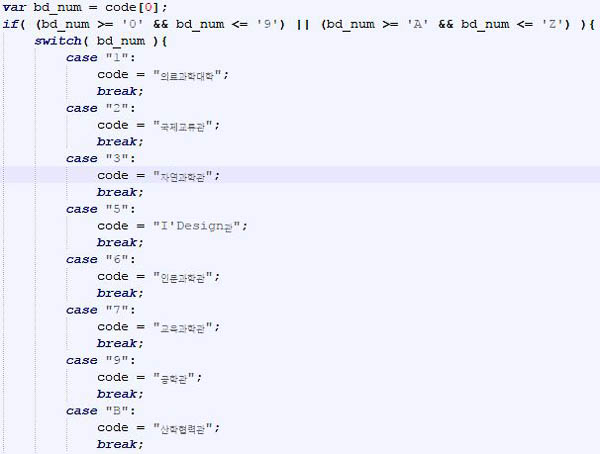 var bd_num = code[0];
if( (bd_num >= '0' && bd_num <= '9') || (bd_num >= 'A' && bd_num <= 'Z') ){
switch( bd_num ){
case "1":
code = "의료과학대학";
break;
case "2":
code = "국제교류관";
break;
case "3":
code = "자연과학관";
break;
case "5":
code = "I'Design관";
break;
case "6":
code = "인문과학관";
break;
case "7":
code = "교육과학관";
break;
case "9":
code = "공학관";
break;
case "B":
code = "산학협력관";
break;